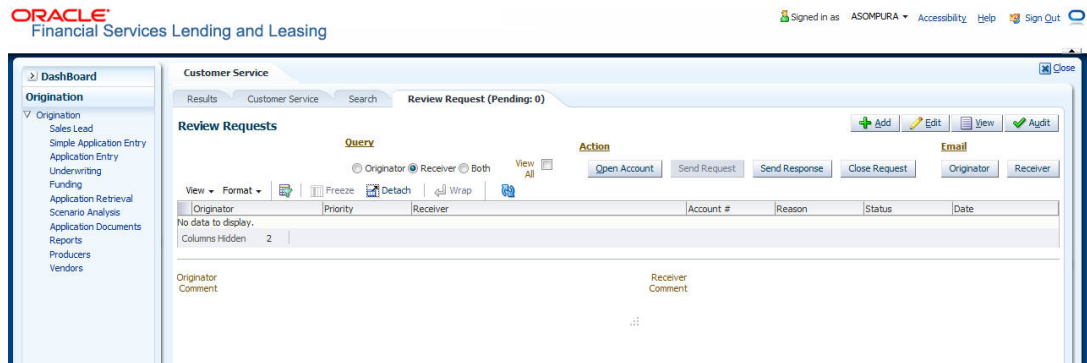 ORACLE
Financial Services Lending and Leasing
Signed in as ASOMPURA Accessibility Help Sign Out
Close
DashBoard
Origination
Origination
Sales Lead
Simple Application Entry
Application Entry
Underwriting
Funding
Application Retrieval
Scenario Analysis
Application Documents
Reports
Producers
Vendors
Customer Service
Results Customer Service Search Review Request (Pending: 0)
Review Requests
Add Edit View Audit
Query
Originator Receiver Both View All
Action
Open Account Send Request Send Response Close Request
Email
Originator Receiver
View Format Freeze Detach Wrap
Originator Priority Receiver Account # Reason Status Date
No data to display.
Columns Hidden 2
Originator Comment
Receiver Comment